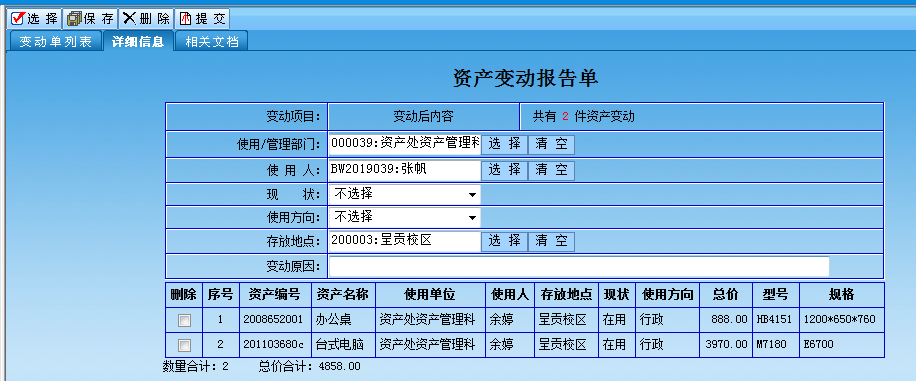 选 择 保 存 删 除 提 交
变动单列表 详细信息 相关文档
资产变动报告单
变动项目: 变动后内容 共有 2 件资产变动
使用/管理部门: 000039:资产处资产管理科 选 择 清 空
使 用 人: BW2019039:张帆 选 择 清 空
现 状: 不选择
使用方向: 不选择
存放地点: 200003:呈贡校区 选 择 清 空
变动原因:
删除 序号 资产编号 资产名称 使用单位 使用人 存放地点 现状 使用方向 总价 型号 规格
1 2008652001 办公桌 资产处资产管理科 余婷 呈贡校区 在用 行政 888.00 HB4151 1200*650*760
2 201103680c 台式电脑 资产处资产管理科 余婷 呈贡校区 在用 行政 3970.00 M7180 E6700
数量合计:2 总价合计:4858.00